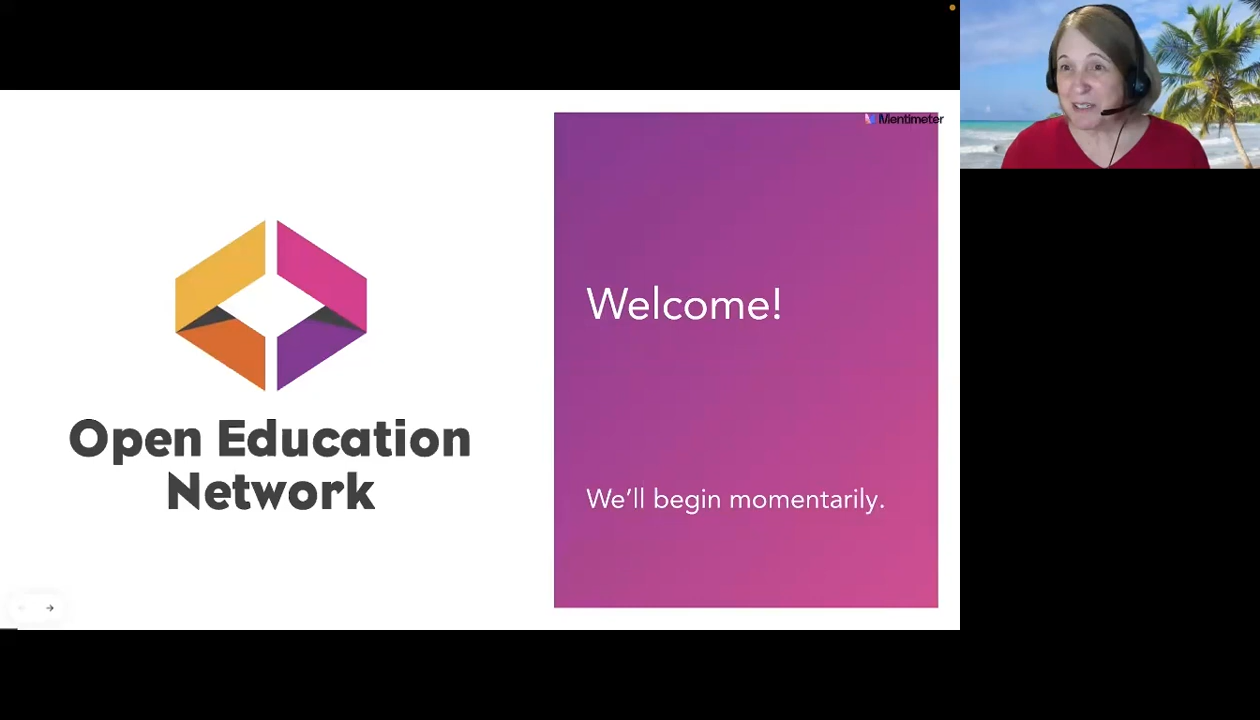 Mentimeter
Welcome!
Open Education
Network
We’ll begin momentarily.